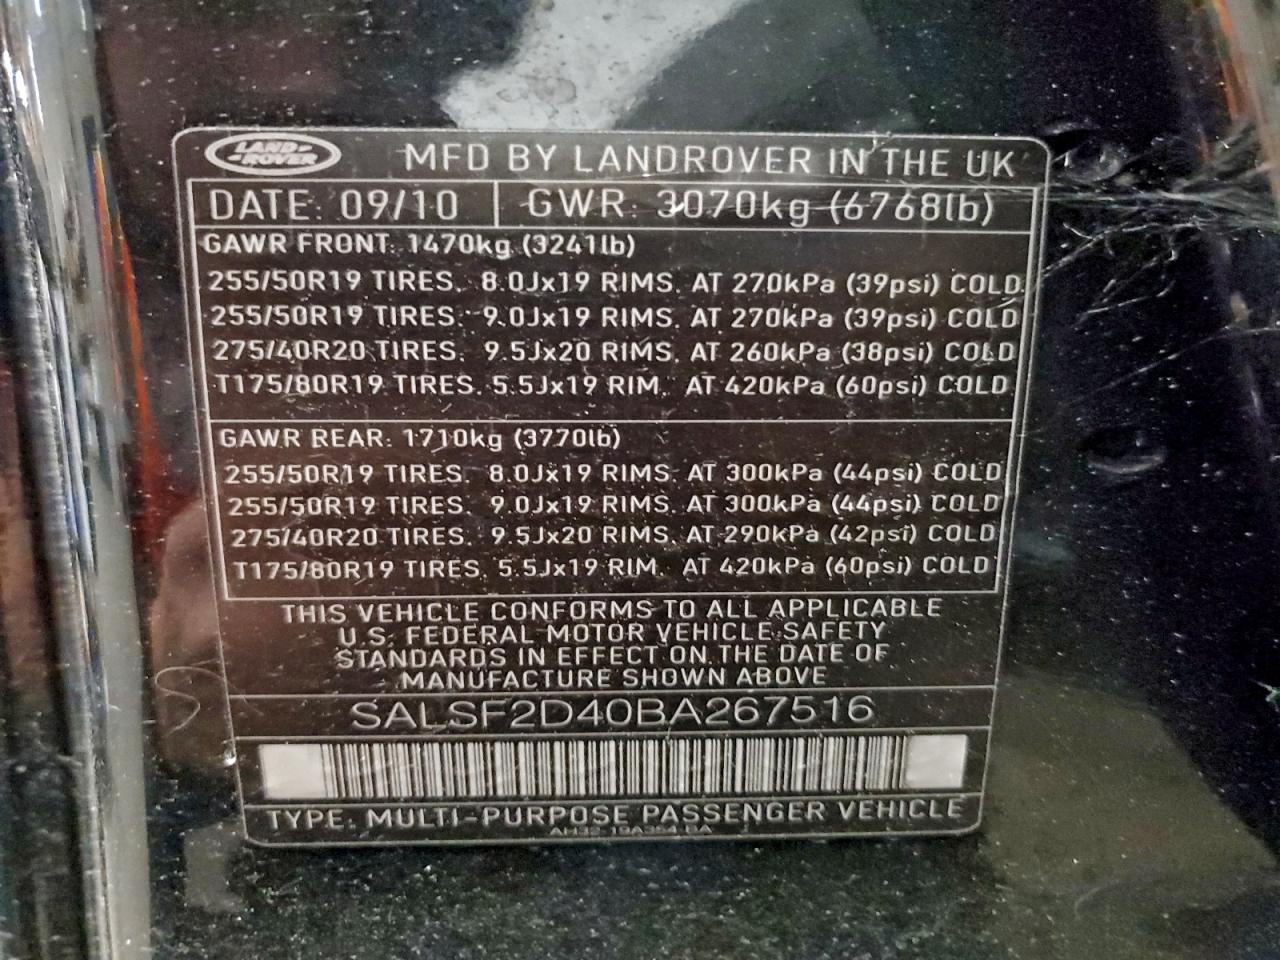 LAND ROVER
MFD BY LANDROVER IN THE UK
DATE: 09/10 GWR: 3070kg (6768lb)
GAWR FRONT: 1470kg (3241lb)
255/50R19 TIRES. 8.0Jx19 RIMS. AT 270kPa (39psi) COLD
255/50R19 TIRES. 9.0Jx19 RIMS. AT 270kPa (39psi) COLD
275/40R20 TIRES. 9.5Jx20 RIMS. AT 260kPa (38psi) COLD
T175/80R19 TIRES. 5.5Jx19 RIM. AT 420kPa (60psi) COLD
GAWR REAR: 1710kg (3770lb)
255/50R19 TIRES. 8.0Jx19 RIMS. AT 300kPa (44psi) COLD
255/50R19 TIRES. 9.0Jx19 RIMS. AT 300kPa (44psi) COLD
275/40R20 TIRES. 9.5Jx20 RIMS. AT 290kPa (42psi) COLD
T175/80R19 TIRES. 5.5Jx19 RIM. AT 420kPa (60psi) COLD
THIS VEHICLE CONFORMS TO ALL APPLICABLE
U.S. FEDERAL MOTOR VEHICLE SAFETY
STANDARDS IN EFFECT ON THE DATE OF
MANUFACTURE SHOWN ABOVE
SALSF2D40BA267516
TYPE: MULTI-PURPOSE PASSENGER VEHICLE